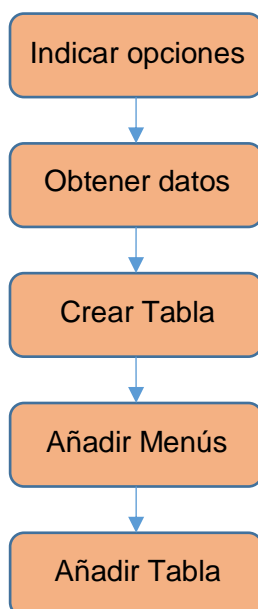 Indicar opciones
Obtener datos
Crear Tabla
Añadir Menús
Añadir Tabla